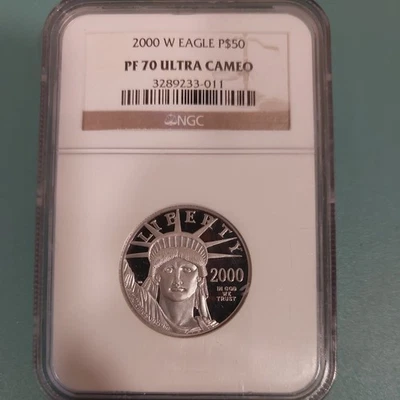 2000 W EAGLE P$50
PF 70 ULTRA CAMEO
3289233-011
NGC
LIBERTY
2000
IN GOD
WE
TRUST